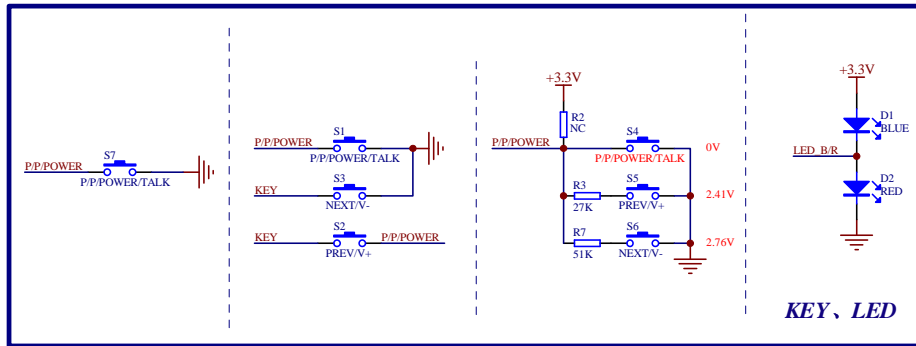 S7
P/P/POWER
P/P/POWER/TALK
S1
P/P/POWER
P/P/POWER/TALK
S3
KEY
NEXT/V-
S2
KEY
P/P/POWER
PREV/V+
+3.3V
R2
NC
P/P/POWER
S4
0V
P/P/POWER/TALK
R3
S5
2.41V
27K
PREV/V+
R7
S6
2.76V
51K
NEXT/V-
+3.3V
D1
BLUE
LED_B/R
D2
RED
KEY、LED